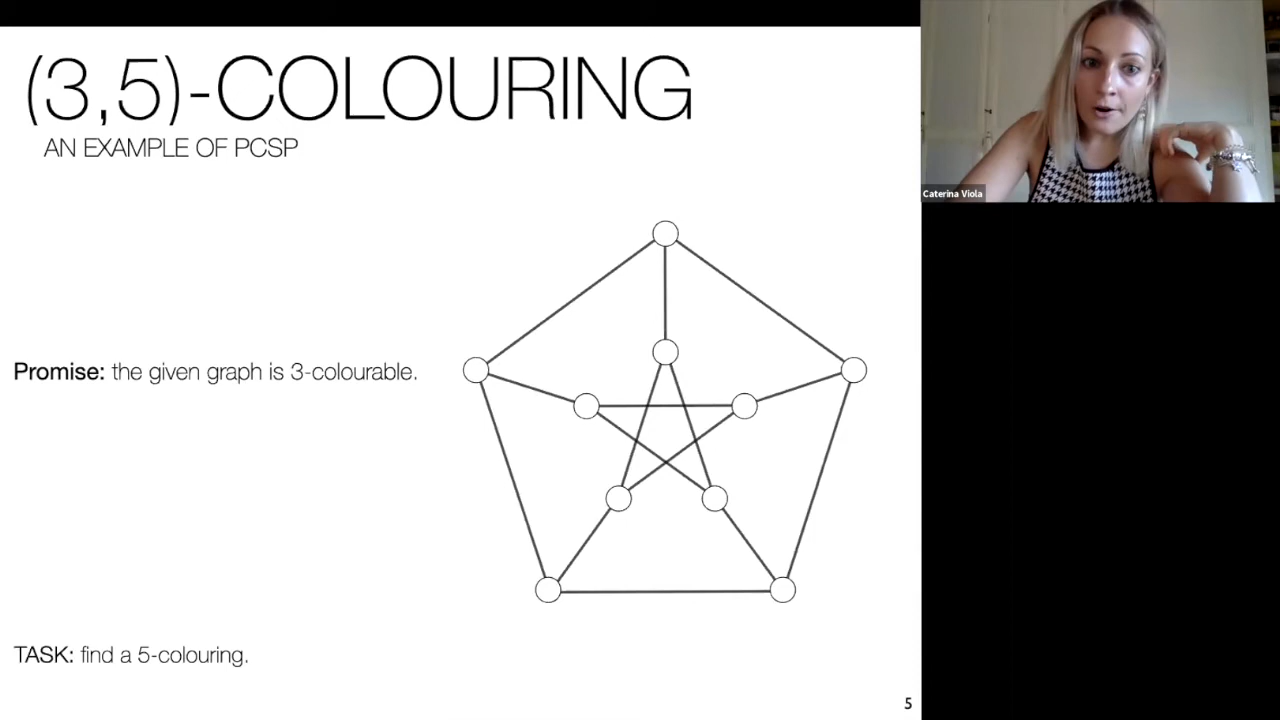 (3,5)-COLOURING
AN EXAMPLE OF PCSP
Caterina Viola
Promise: the given graph is 3-colourable.
TASK: find a 5-colouring.
5